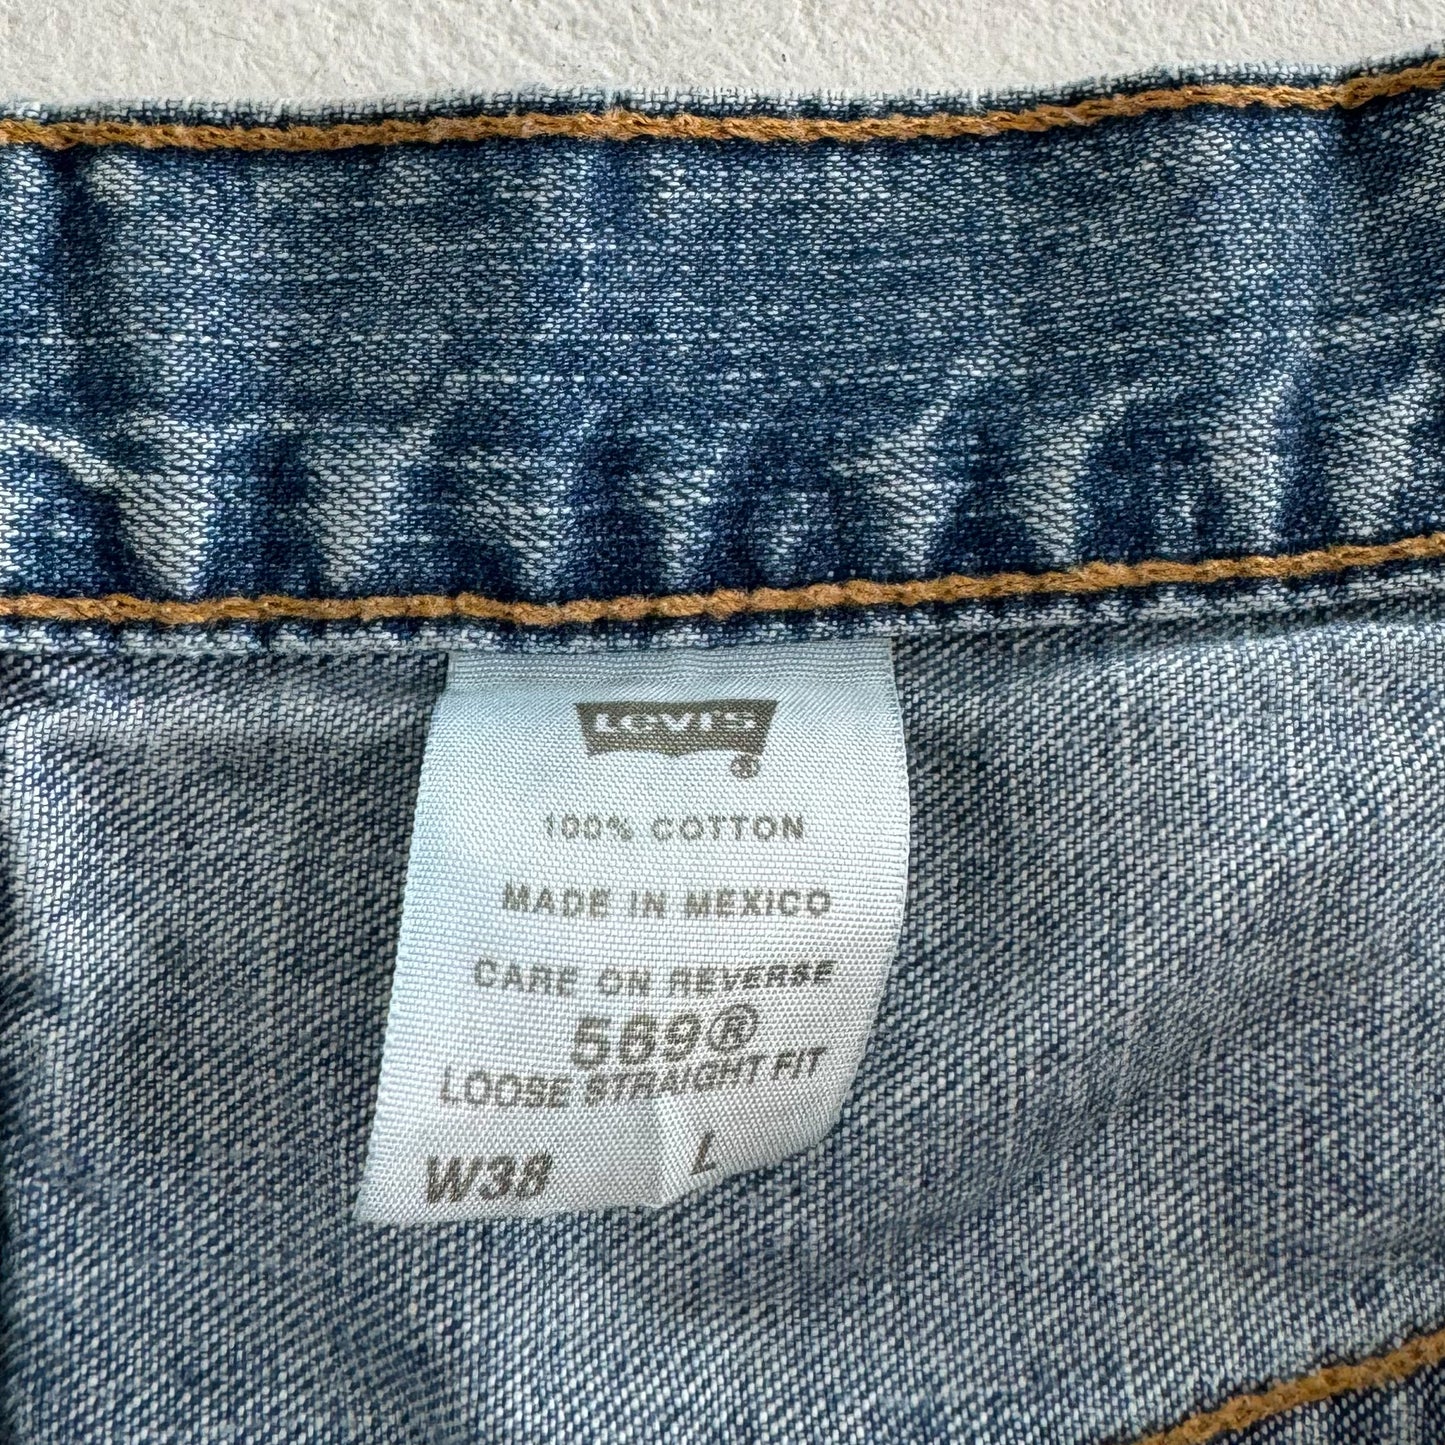 Levi's
®
100% COTTON
MADE IN MEXICO
CARE ON REVERSE
569®
LOOSE STRAIGHT FIT
W38 L